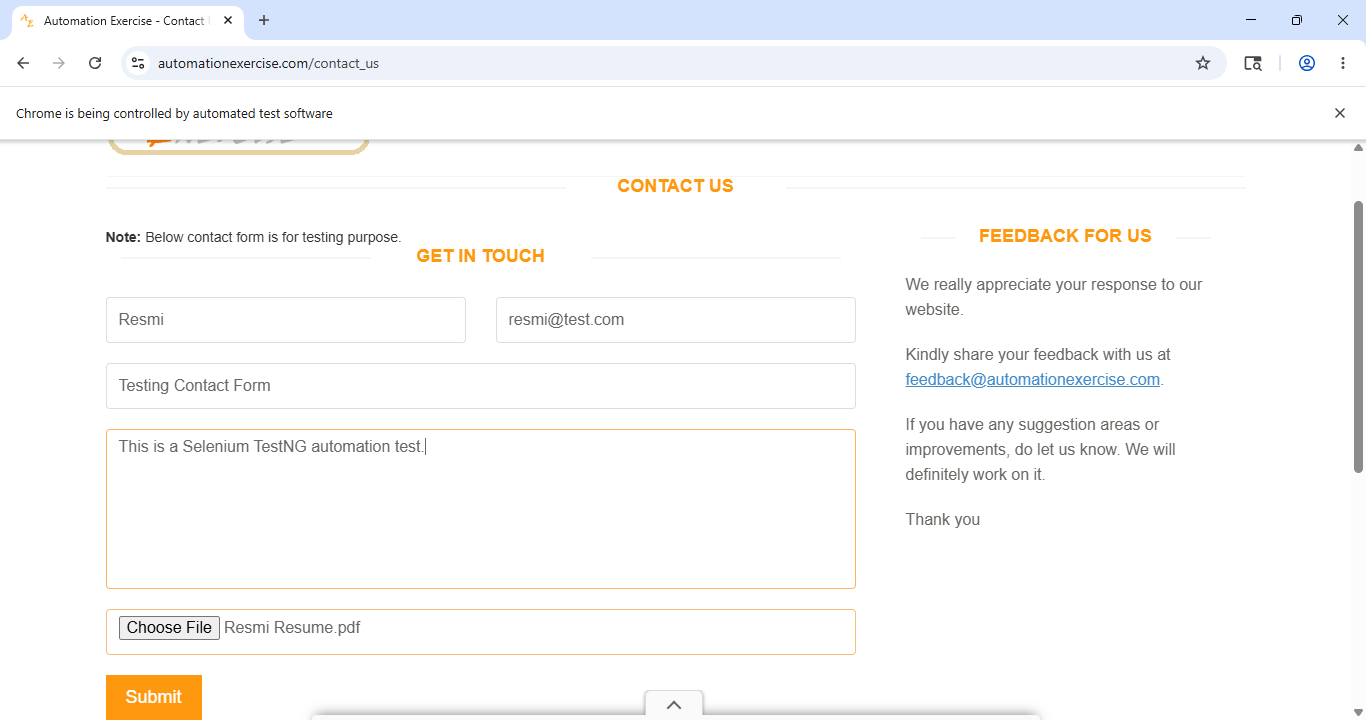 Automation Exercise - Contact
automationexercise.com/contact_us
Chrome is being controlled by automated test software
CONTACT US
Note: Below contact form is for testing purpose.
GET IN TOUCH
Resmi
resmi@test.com
Testing Contact Form
This is a Selenium TestNG automation test.
Choose File Resmi Resume.pdf
Submit
FEEDBACK FOR US
We really appreciate your response to our
website.
Kindly share your feedback with us at
feedback@automationexercise.com.
If you have any suggestion areas or
improvements, do let us know. We will
definitely work on it.
Thank you